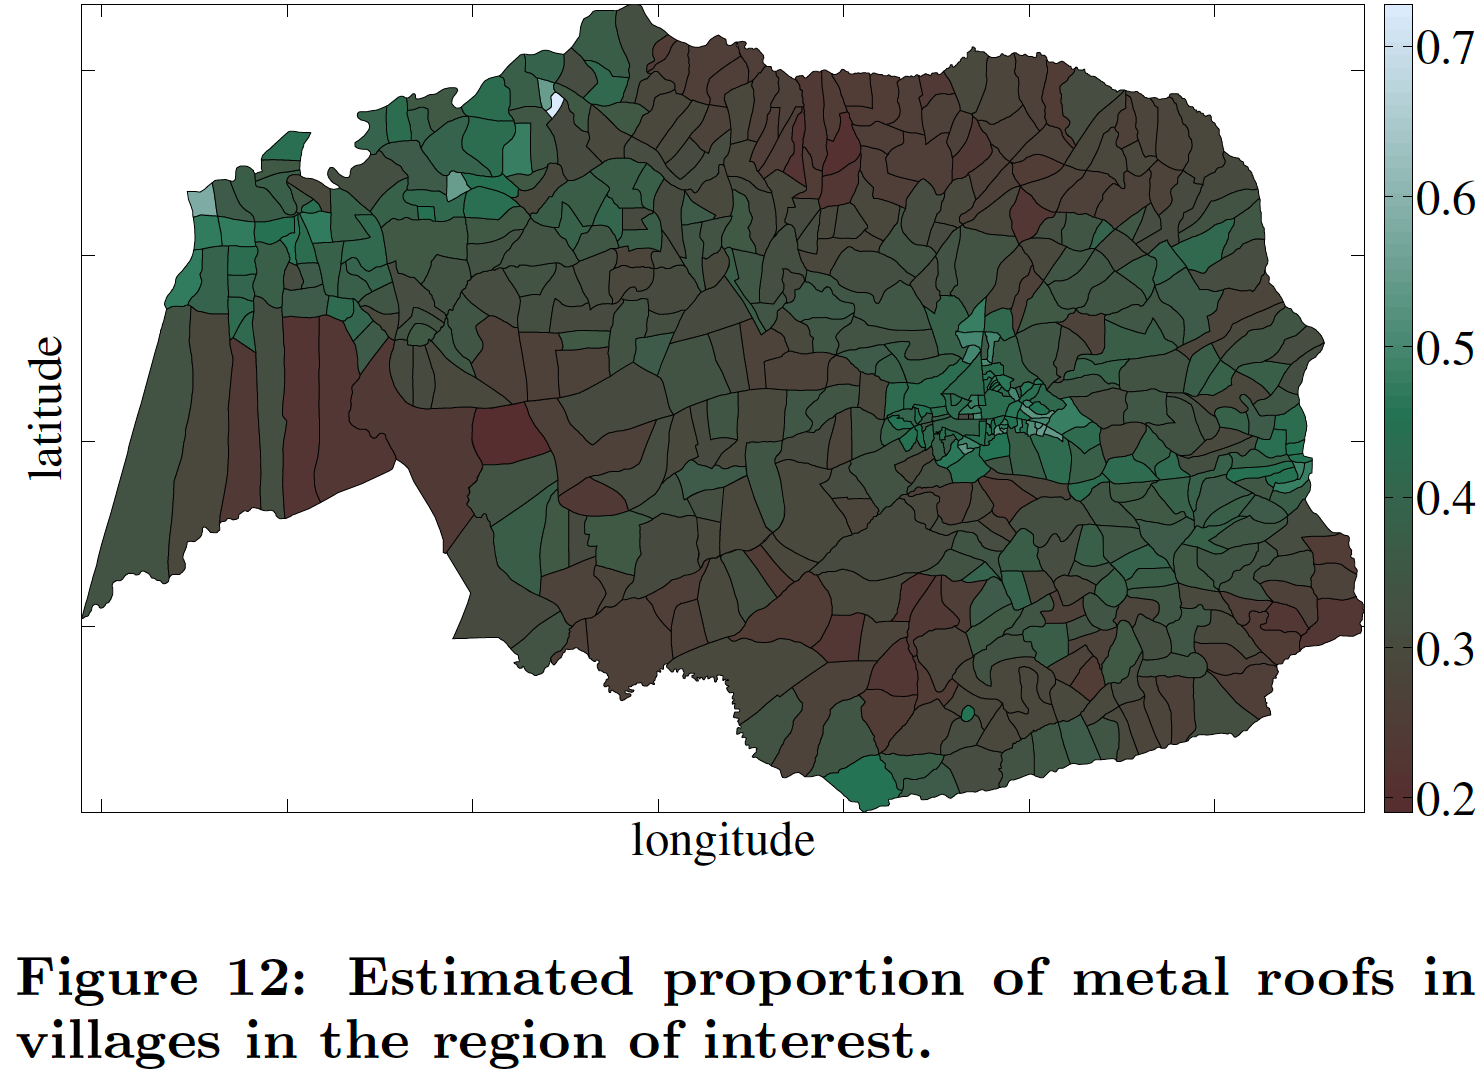 0.7
0.6
0.5
0.4
0.3
0.2
latitude
longitude
Figure 12: Estimated proportion of metal roofs in
villages in the region of interest.